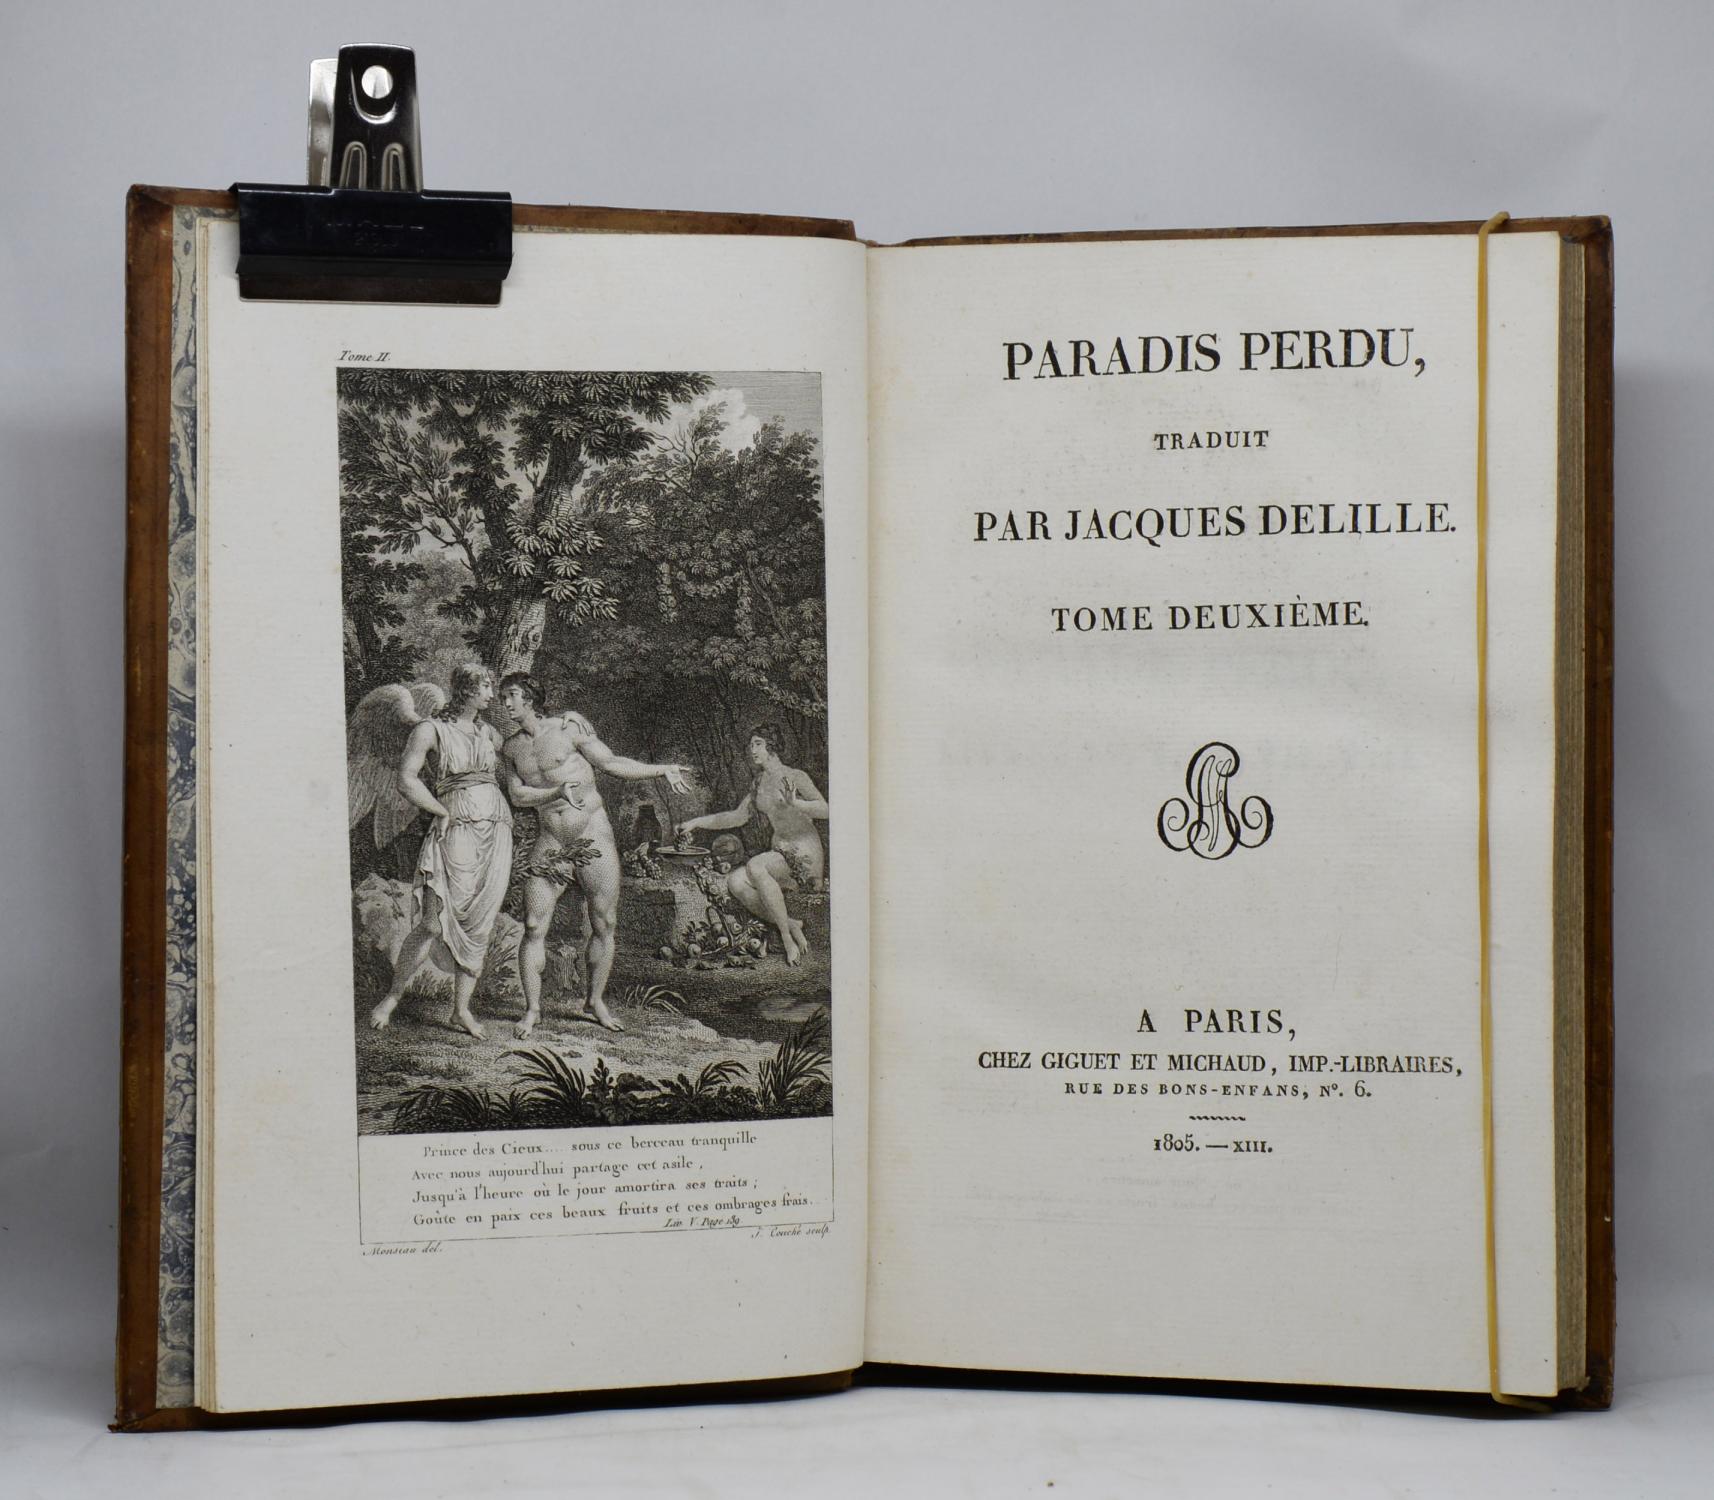 Tome II.
Prince des Cieux.... sous ce berceau tranquille
Avec nous aujourd'hui partage cet asile,
Jusqu'à l'heure où le jour amortira ses traits;
Goûte en paix ces beaux fruits et ces ombrages frais.
Liv. V. Page 189
Monsiau del.
J. Couché sculp.
PARADIS PERDU,
TRADUIT
PAR JACQUES DELILLE.
TOME DEUXIÈME.
A PARIS,
CHEZ GIGUET ET MICHAUD, IMP.-LIBRAIRES,
RUE DES BONS-ENFANS, Nº. 6.
1805. — XIII.